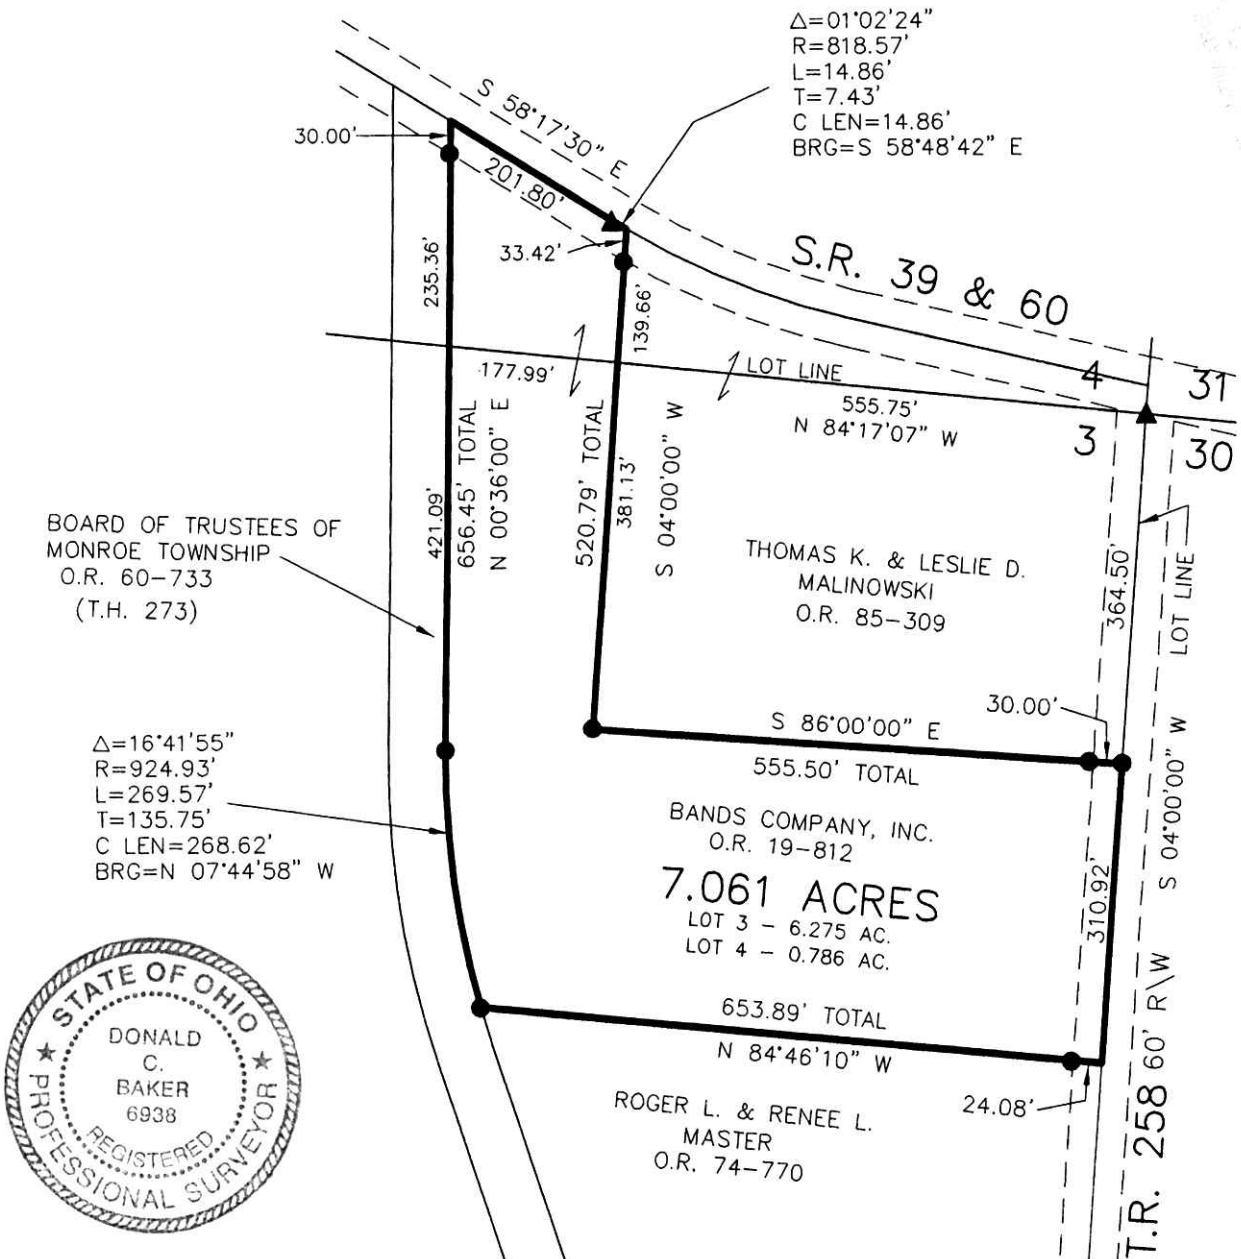 Δ=01°02'24"
R=818.57'
L=14.86'
T=7.43'
C LEN=14.86'
BRG=S 58°48'42" E
S 58°17'30" E
201.80'
30.00'
33.42'
235.36'
139.66'
S.R. 39 & 60
177.99'
LOT LINE
555.75'
N 84°17'07" W
4
31
3
30
421.09'
656.45' TOTAL
N 00°36'00" E
520.79' TOTAL
381.13'
S 04°00'00" W
BOARD OF TRUSTEES OF
MONROE TOWNSHIP
O.R. 60-733
(T.H. 273)
THOMAS K. & LESLIE D.
MALINOWSKI
O.R. 85-309
364.50'
LOT LINE
S 04°00'00" W
30.00'
S 86°00'00" E
555.50' TOTAL
Δ=16°41'55"
R=924.93'
L=269.57'
T=135.75'
C LEN=268.62'
BRG=N 07°44'58" W
BANDS COMPANY, INC.
O.R. 19-812
7.061 ACRES
LOT 3 - 6.275 AC.
LOT 4 - 0.786 AC.
310.92'
653.89' TOTAL
N 84°46'10" W
24.08'
T.R. 258 60' R\W
ROGER L. & RENEE L.
MASTER
O.R. 74-770
STATE OF OHIO
DONALD
C.
BAKER
6938
REGISTERED
PROFESSIONAL SURVEYOR